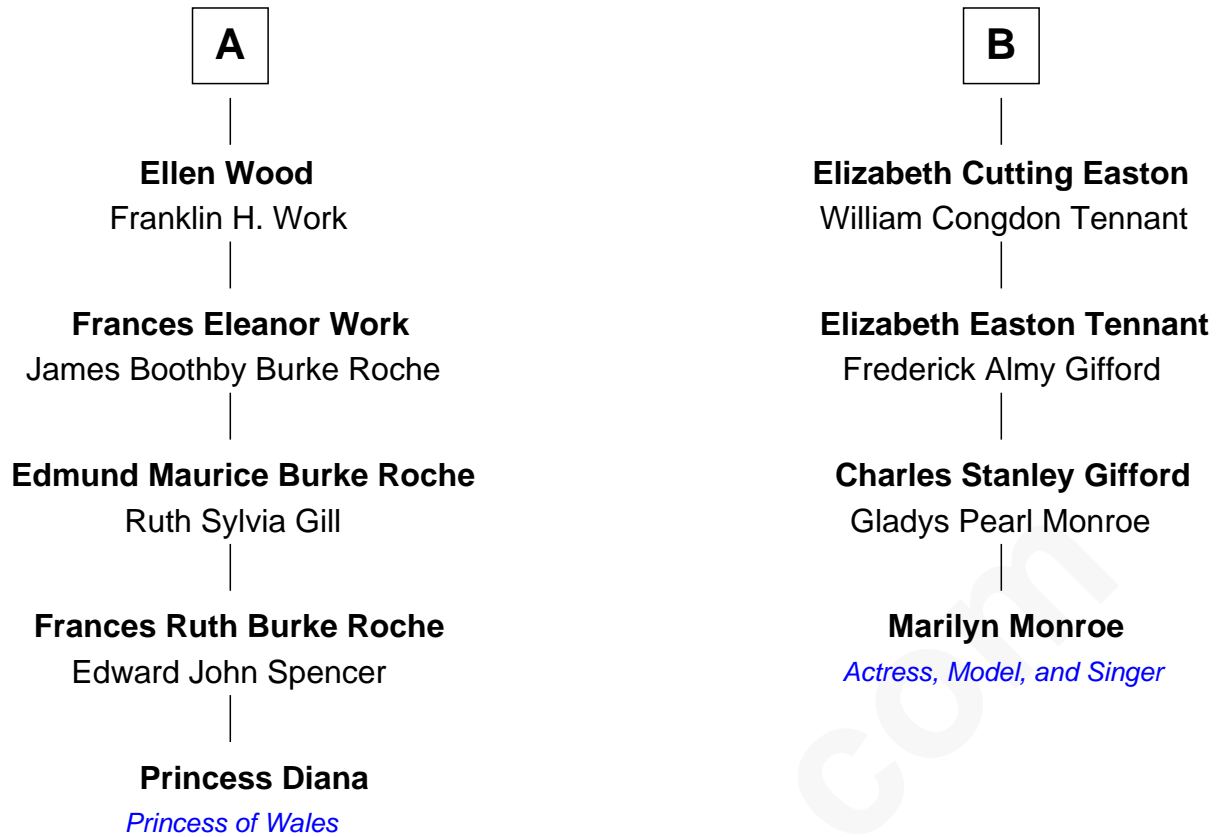 A
Ellen Wood
Franklin H. Work
Frances Eleanor Work
James Boothby Burke Roche
Edmund Maurice Burke Roche
Ruth Sylvia Gill
Frances Ruth Burke Roche
Edward John Spencer
Princess Diana
Princess of Wales
B
Elizabeth Cutting Easton
William Congdon Tennant
Elizabeth Easton Tennant
Frederick Almy Gifford
Charles Stanley Gifford
Gladys Pearl Monroe
Marilyn Monroe
Actress, Model, and Singer
com